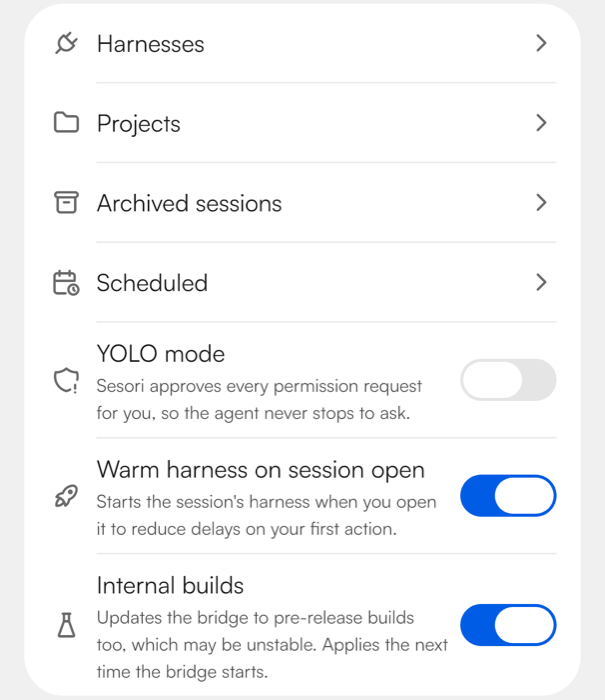 Harnesses
Projects
Archived sessions
Scheduled
YOLO mode
Sesori approves every permission request
for you, so the agent never stops to ask.
Warm harness on session open
Starts the session's harness when you open
it to reduce delays on your first action.
Internal builds
Updates the bridge to pre-release builds
too, which may be unstable. Applies the next
time the bridge starts.